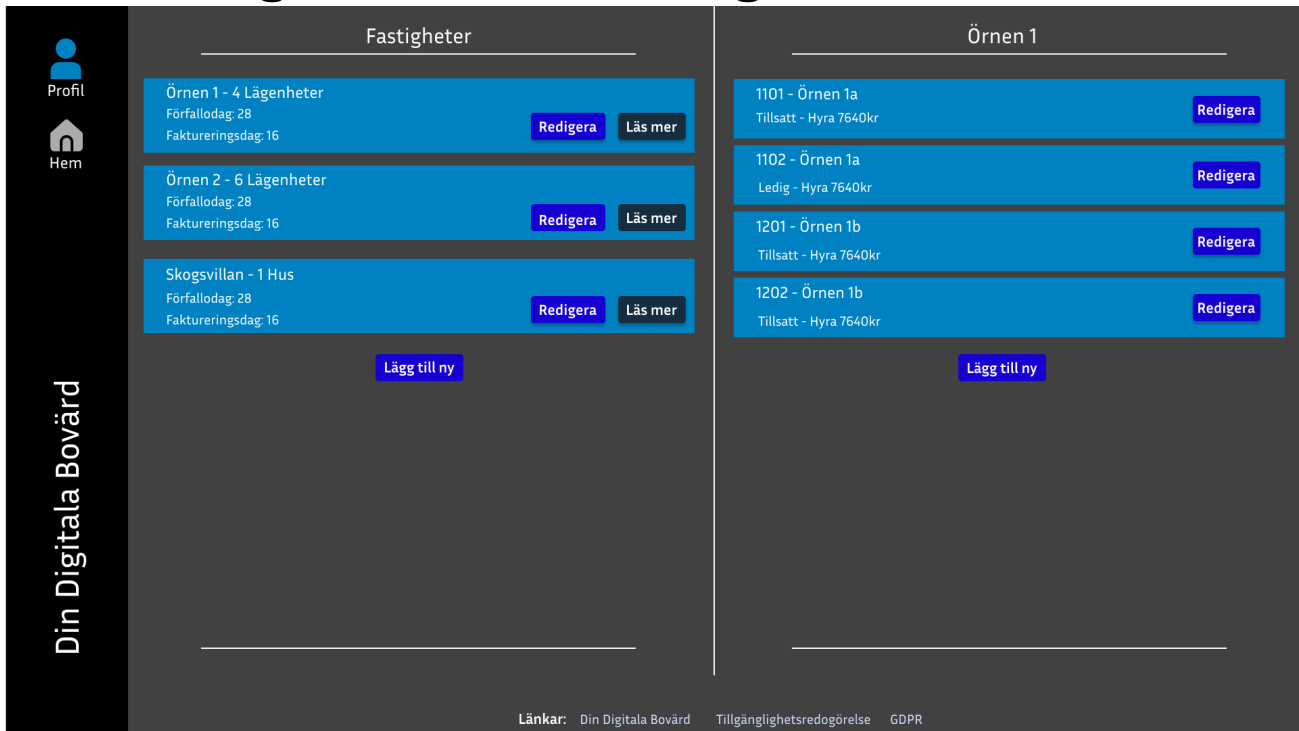 Profil
Hem
Din Digitala Bovärd
Fastigheter
Örnen 1 - 4 Lägenheter
Förfallodag: 28
Faktureringsdag: 16
Redigera
Läs mer
Örnen 2 - 6 Lägenheter
Förfallodag: 28
Faktureringsdag: 16
Redigera
Läs mer
Skogsvillan - 1 Hus
Förfallodag: 28
Faktureringsdag: 16
Redigera
Läs mer
Lägg till ny
Örnen 1
1101 - Örnen 1a
Tillsatt - Hyra 7640kr
Redigera
1102 - Örnen 1a
Ledig - Hyra 7640kr
Redigera
1201 - Örnen 1b
Tillsatt - Hyra 7640kr
Redigera
1202 - Örnen 1b
Tillsatt - Hyra 7640kr
Redigera
Lägg till ny
Länkar: Din Digitala Bovärd Tillgänglighetsredogörelse GDPR